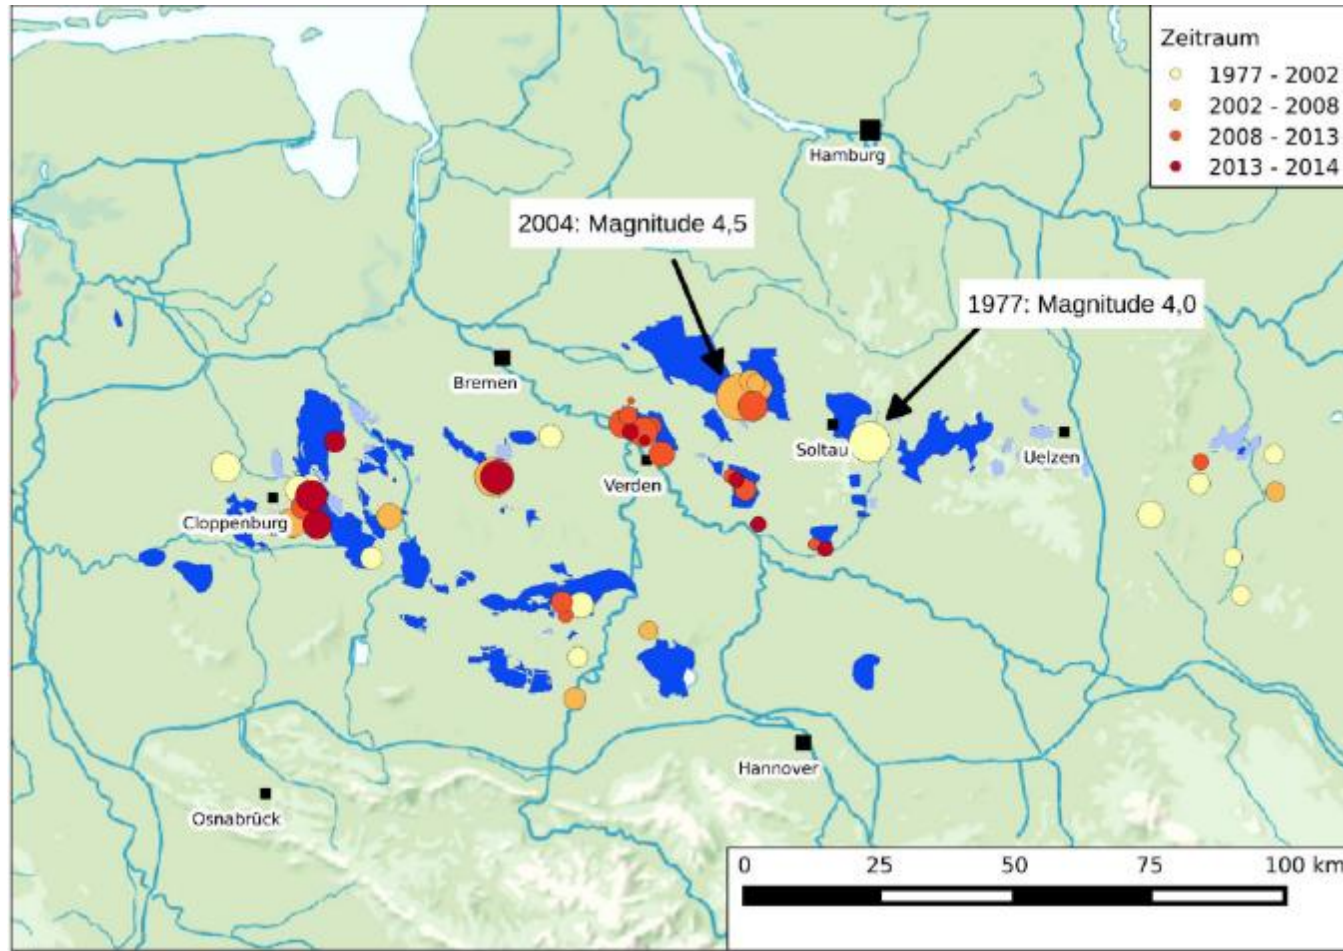 Zeitraum
1977 - 2002
2002 - 2008
2008 - 2013
2013 - 2014
Hamburg
2004: Magnitude 4,5
1977: Magnitude 4,0
Bremen
Soltau
Uelzen
Verden
Cloppenburg
Hannover
Osnabrück
0 25 50 75 100 km